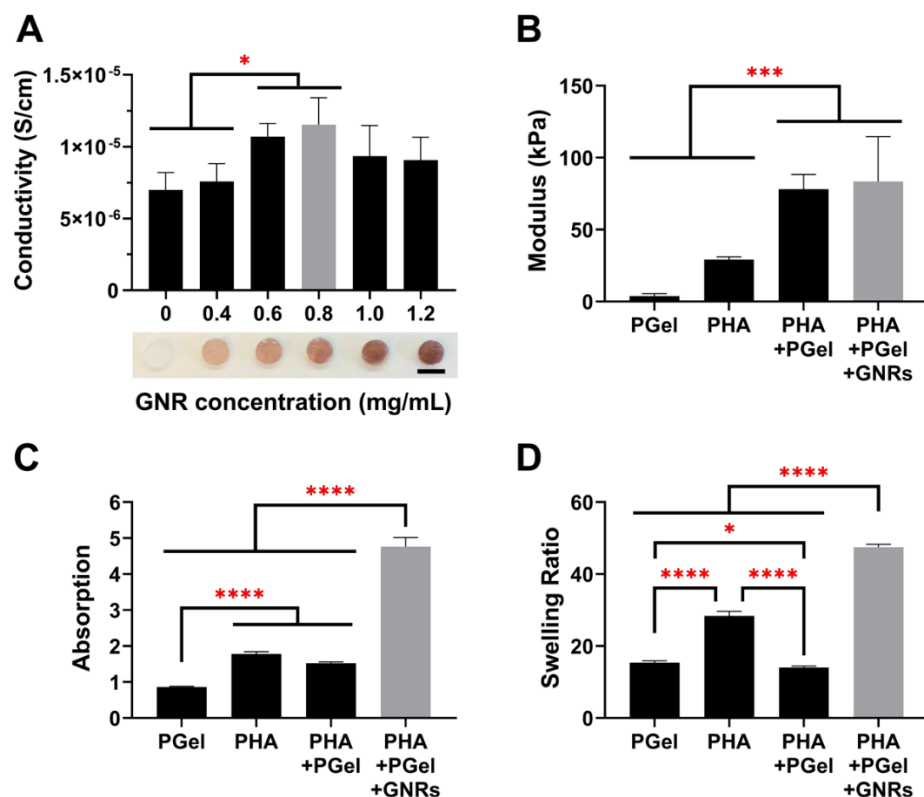 A
Conductivity (S/cm)
1.5×10⁻⁵
1×10⁻⁵
5×10⁻⁶
0
*
0 0.4 0.6 0.8 1.0 1.2
GNR concentration (mg/mL)
B
Modulus (kPa)
150
100
50
0
***
PGel PHA PHA PHA
+PGel +PGel
+GNRs
C
Absorption
6
5
4
3
2
1
0
****
****
PGel PHA PHA PHA
+PGel +PGel
+GNRs
D
Swelling Ratio
60
40
20
0
****
*
**** ****
PGel PHA PHA PHA
+PGel +PGel
+GNRs